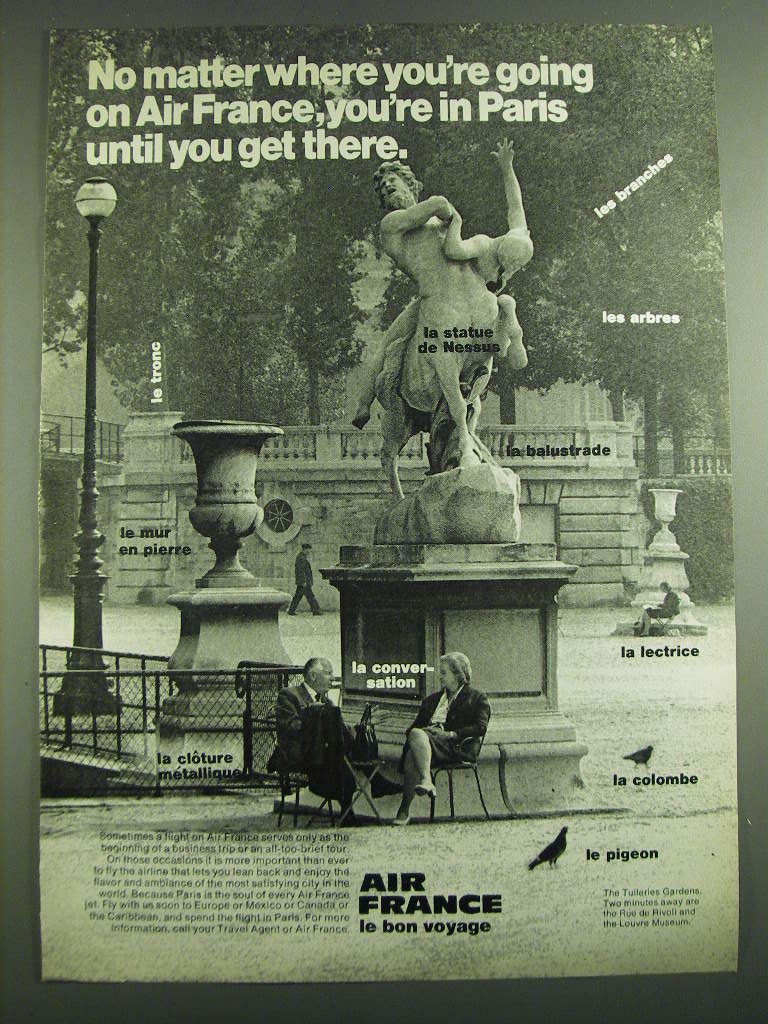 No matter where you're going
on Air France, you're in Paris
until you get there.
les branches
les arbres
la statue
de Nessus
le tronc
la balustrade
le mur
en pierre
la lectrice
la conver-
sation
la clôture
métallique
la colombe
le pigeon
Sometimes a flight on Air France serves only as the
beginning of a business trip or an all-too-brief tour.
On those occasions it is more important than ever
to fly the airline that lets you lean back and enjoy the
flavor and ambiance of the most satisfying city in the
world. Because Paris is the soul of every Air France
jet. Fly with us soon to Europe or Mexico or Canada or
the Caribbean, and spend the flight in Paris. For more
information, call your Travel Agent or Air France.
AIR
FRANCE
le bon voyage
The Tuileries Gardens.
Two minutes away are
the Rue de Rivoli and
the Louvre Museum.